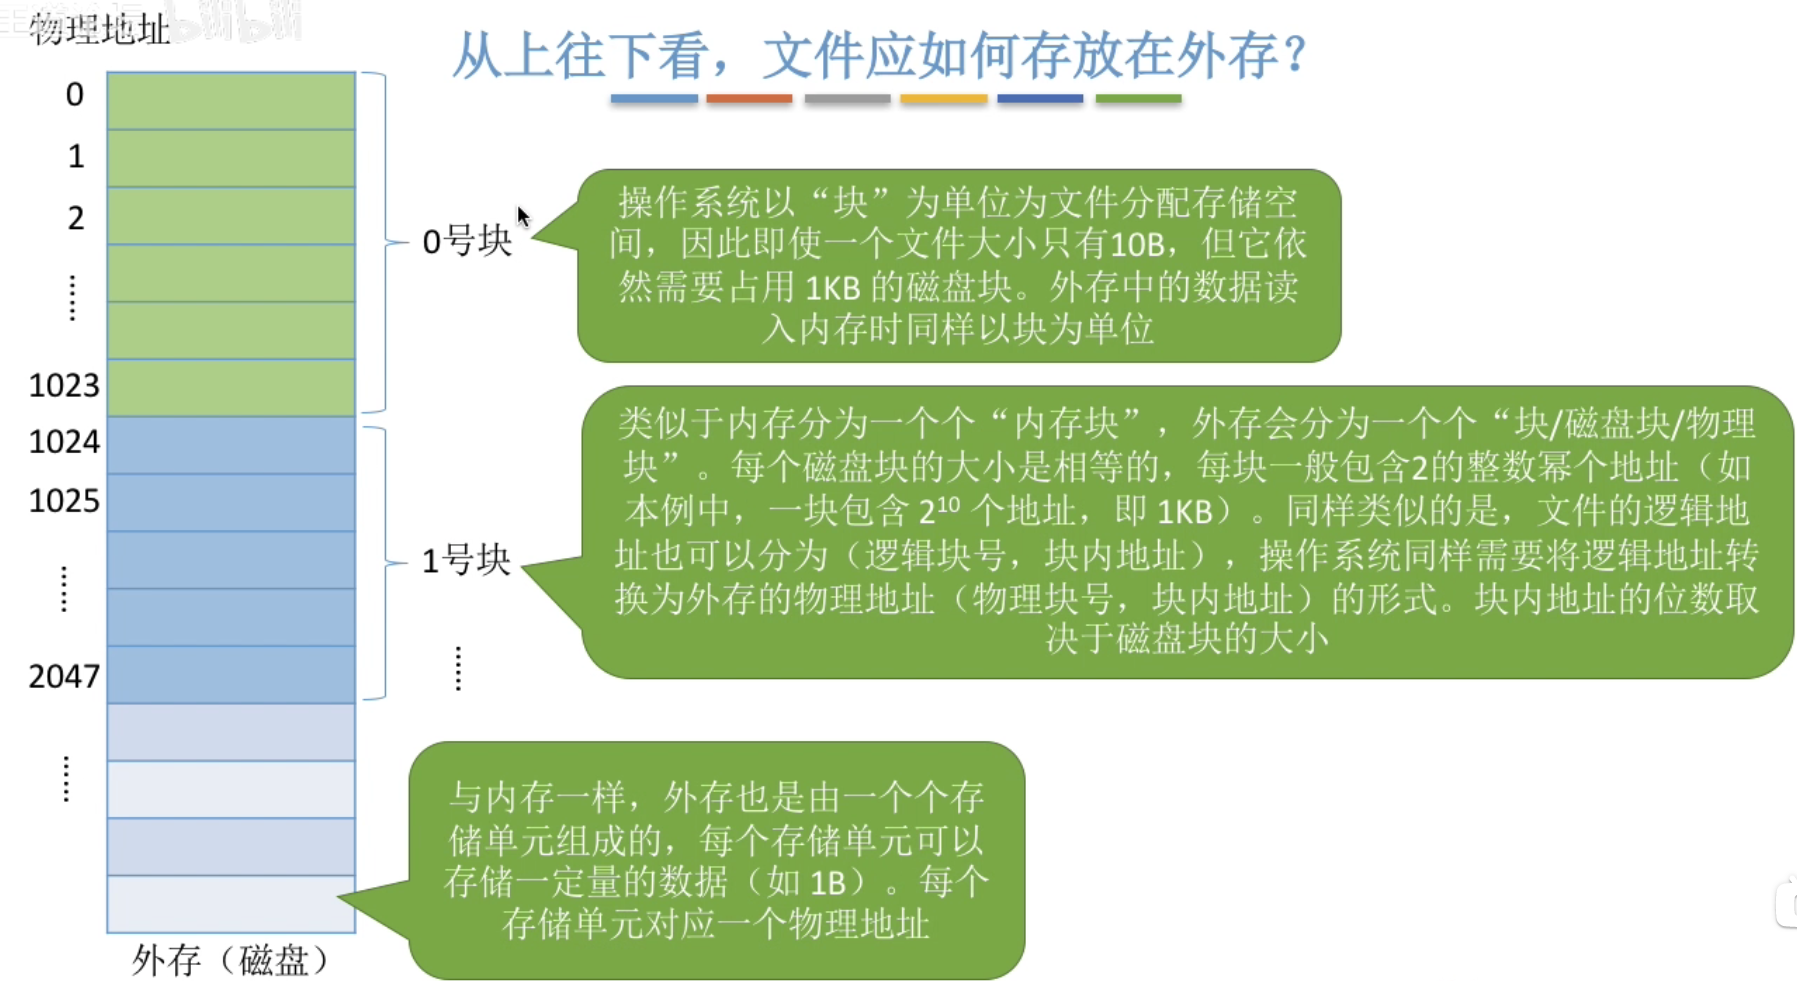 物理地址
bilibili
从上往下看，文件应如何存放在外存？
0
1
2
……
1023
1024
1025
……
2047
……
外存（磁盘）
0号块
1号块
……
操作系统以“块”为单位为文件分配存储空
间，因此即使一个文件大小只有10B，但它依
然需要占用 1KB 的磁盘块。外存中的数据读
入内存时同样以块为单位
类似于内存分为一个个“内存块”，外存会分为一个个“块/磁盘块/物理
块”。每个磁盘块的大小是相等的，每块一般包含2的整数幂个地址（如
本例中，一块包含 2¹⁰ 个地址，即 1KB）。同样类似的是，文件的逻辑地
址也可以分为（逻辑块号，块内地址），操作系统同样需要将逻辑地址转
换为外存的物理地址（物理块号，块内地址）的形式。块内地址的位数取
决于磁盘块的大小
与内存一样，外存也是由一个个存
储单元组成的，每个存储单元可以
存储一定量的数据（如 1B）。每个
存储单元对应一个物理地址